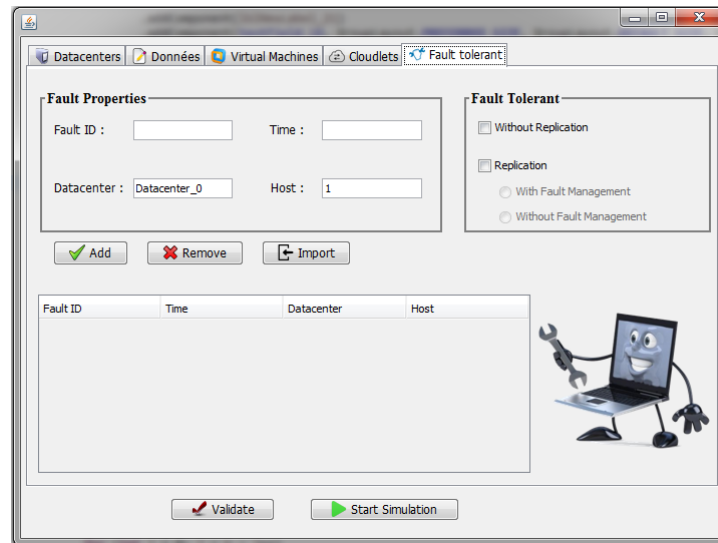 Datacenters Données Virtual Machines Cloudlets Fault tolerant
Fault Properties
Fault ID : Time :
Datacenter : Datacenter_0 Host : 1
Fault Tolerant
Without Replication
Replication
With Fault Management
Without Fault Management
Add Remove Import
Fault ID Time Datacenter Host
Validate Start Simulation